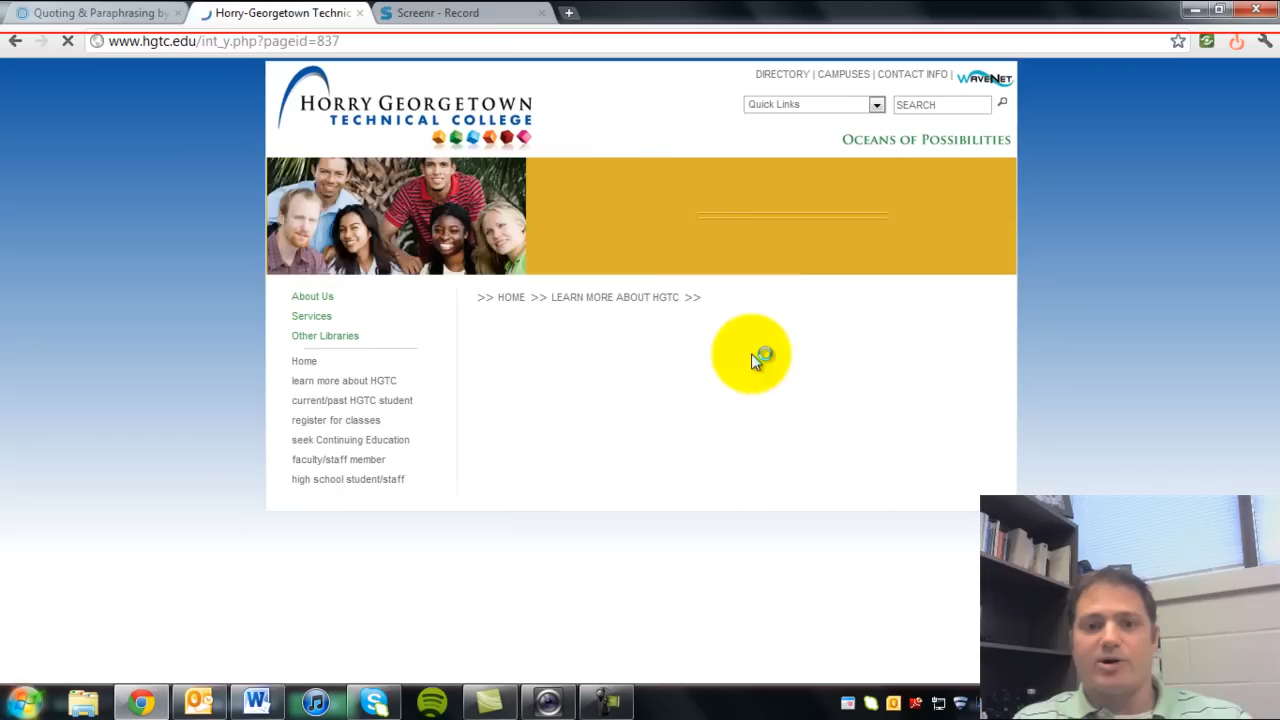 Quoting & Paraphrasing by
Horry-Georgetown Technic
Screenr - Record
www.hgtc.edu/int_y.php?pageid=837
DIRECTORY | CAMPUSES | CONTACT INFO | WAVENET
Quick Links
SEARCH
HORRY GEORGETOWN
TECHNICAL COLLEGE
OCEANS OF POSSIBILITIES
About Us
Services
Other Libraries
Home
learn more about HGTC
current/past HGTC student
register for classes
seek Continuing Education
faculty/staff member
high school student/staff
>> HOME >> LEARN MORE ABOUT HGTC >>